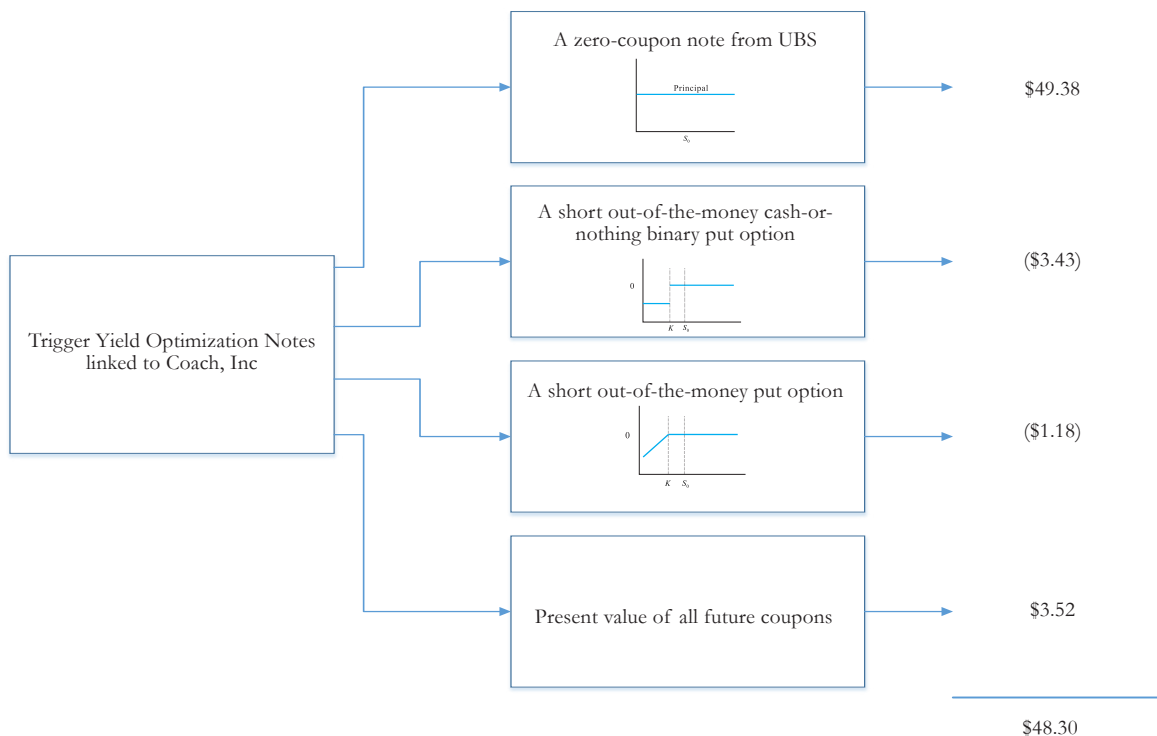 A zero-coupon note from UBS
Principal
S₀
$49.38
A short out-of-the-money cash-or-
nothing binary put option
0
K S₀
($3.43)
Trigger Yield Optimization Notes
linked to Coach, Inc
A short out-of-the-money put option
0
K S₀
($1.18)
Present value of all future coupons
$3.52
$48.30